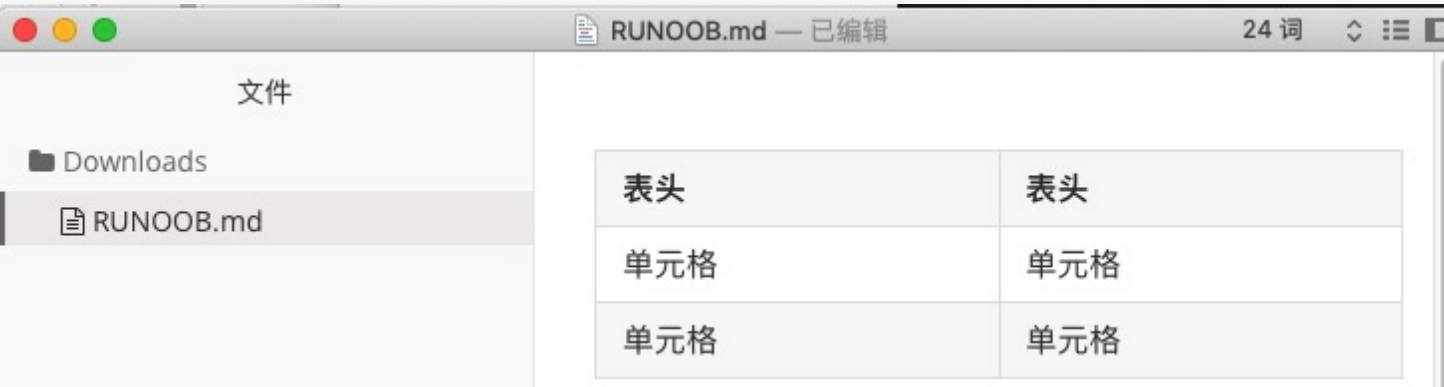 RUNOOB.md — 已编辑
24 词
文件
Downloads
RUNOOB.md
表头 表头
单元格 单元格
单元格 单元格